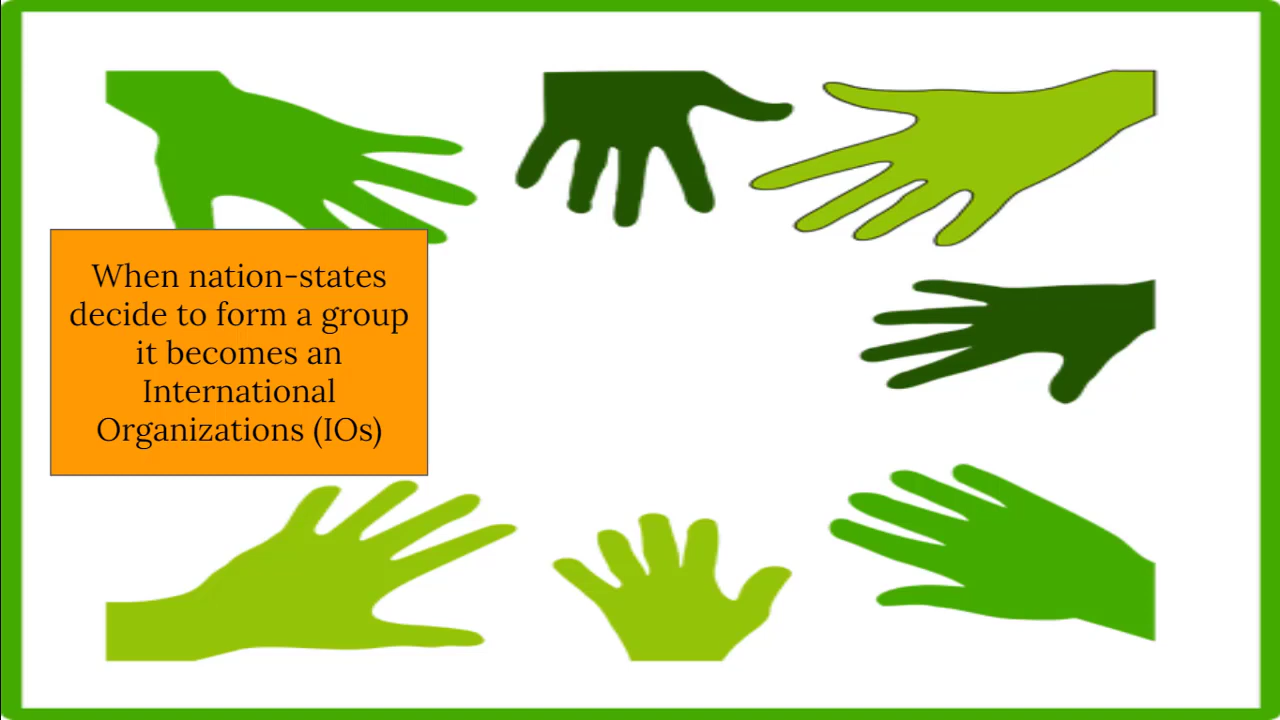 When nation-states
decide to form a group
it becomes an
International
Organizations (IOs)